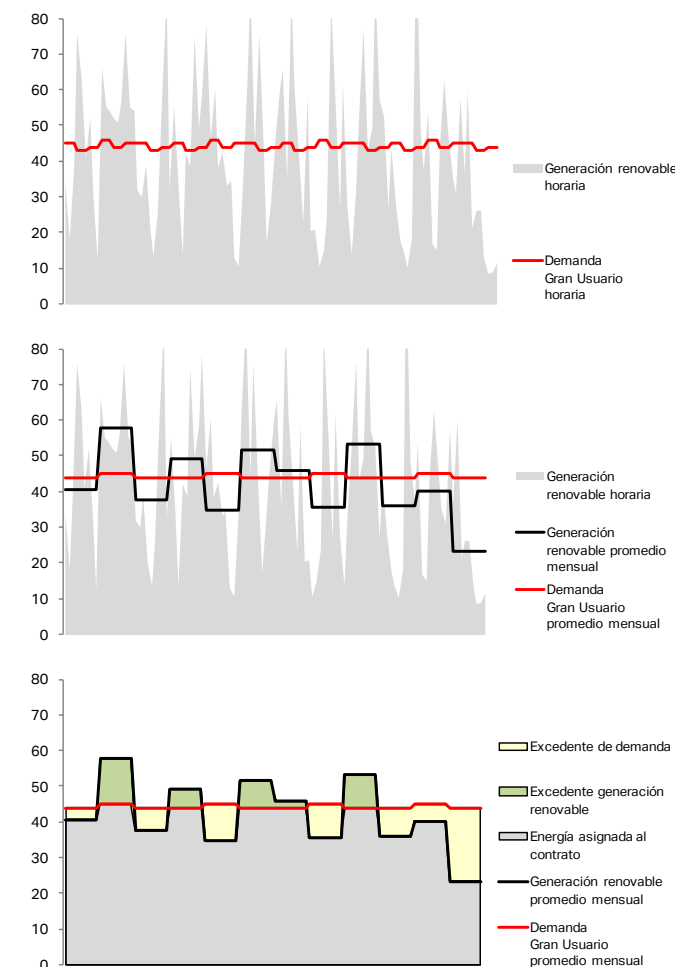 80
70
60
50
40
30
20
10
0
Generación renovable
horaria
Demanda
Gran Usuario
horaria
80
70
60
50
40
30
20
10
0
Generación
renovable horaria
Generación
renovable promedio
mensual
Demanda
Gran Usuario
promedio mensual
80
70
60
50
40
30
20
10
0
Excedente de demanda
Excedente generación
renovable
Energía asignada al
contrato
Generación renovable
promedio mensual
Demanda
Gran Usuario
promedio mensual